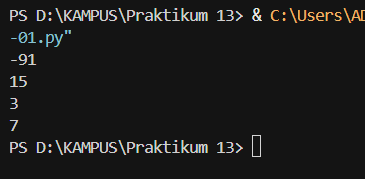 PS D:\KAMPUS\Praktikum 13> & C:\Users\AD
-01.py"
-91
15
3
7
PS D:\KAMPUS\Praktikum 13>